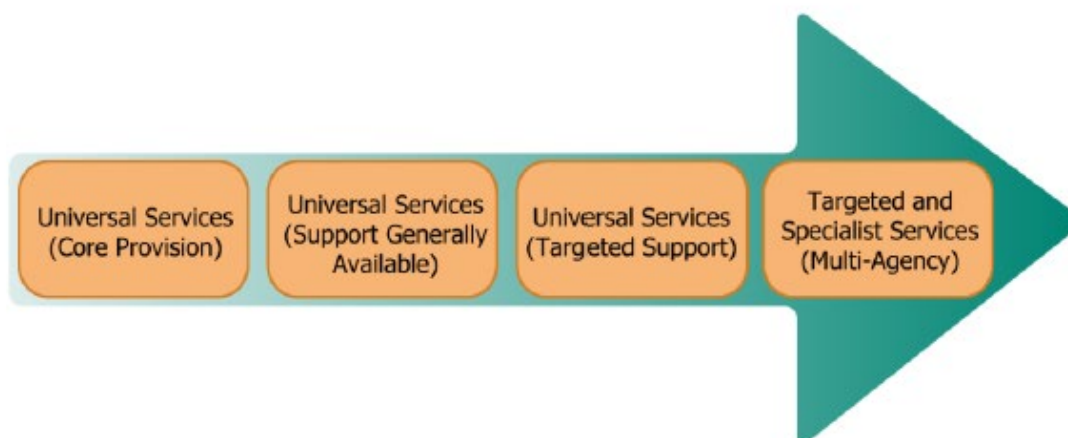 Universal Services
(Core Provision)
Universal Services
(Support Generally
Available)
Universal Services
(Targeted Support)
Targeted and
Specialist Services
(Multi-Agency)